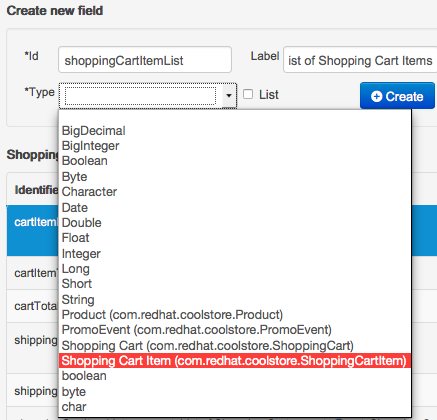 Create new field
*Id shoppingCartItemList Label ist of Shopping Cart Items
*Type List Create
BigDecimal
BigInteger
Boolean
Byte
Character
Date
Double
Float
Integer
Long
Short
String
Product (com.redhat.coolstore.Product)
PromoEvent (com.redhat.coolstore.PromoEvent)
Shopping Cart (com.redhat.coolstore.ShoppingCart)
Shopping Cart Item (com.redhat.coolstore.ShoppingCartItem)
boolean
byte
char
Shopping
Identifie
cartItem
cartItem
cartTota
shipping
shipping